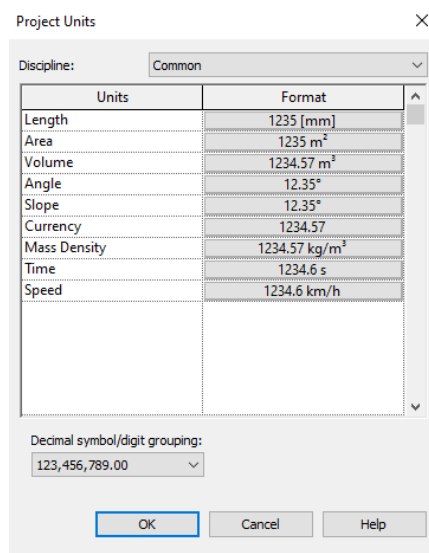 Project Units
Discipline: Common
Units Format
Length 1235 [mm]
Area 1235 m²
Volume 1234.57 m³
Angle 12.35°
Slope 12.35°
Currency 1234.57
Mass Density 1234.57 kg/m³
Time 1234.6 s
Speed 1234.6 km/h
Decimal symbol/digit grouping:
123,456,789.00
OK Cancel Help